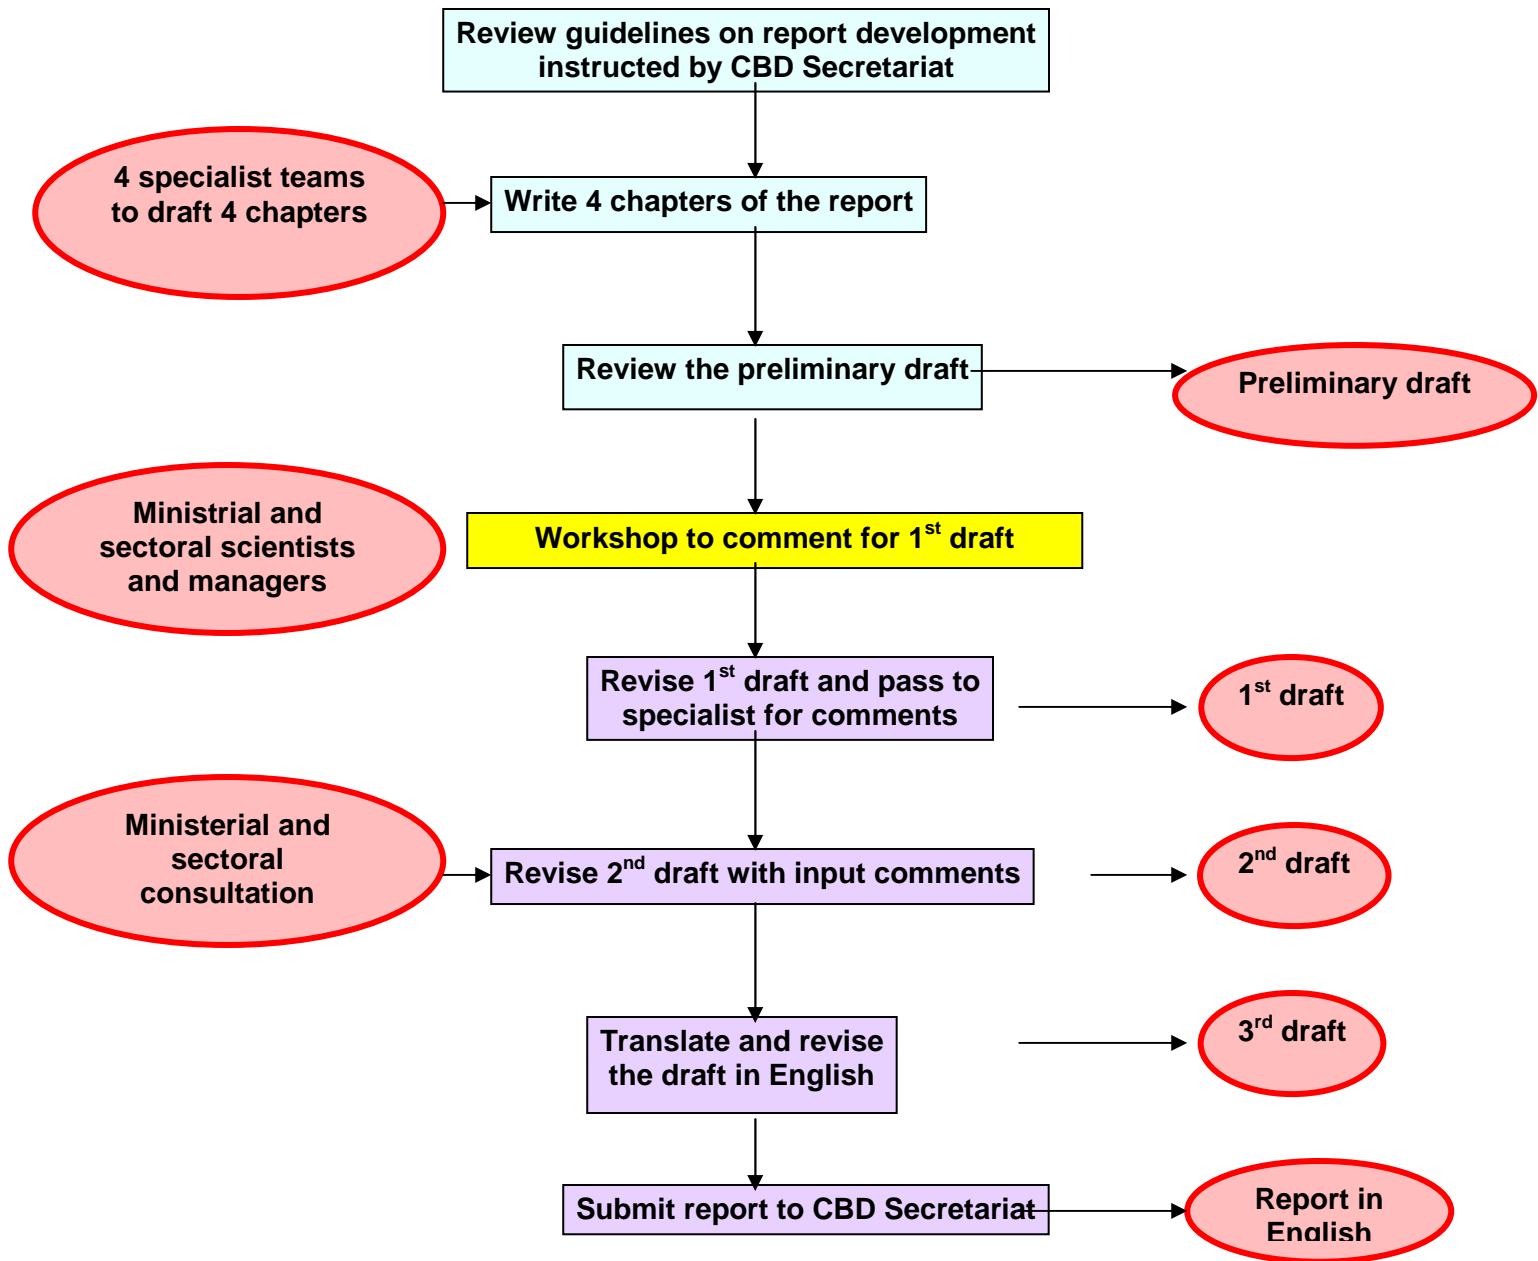 Review guidelines on report development
instructed by CBD Secretariat
4 specialist teams
to draft 4 chapters
Write 4 chapters of the report
Review the preliminary draft
Preliminary draft
Ministrial and
sectoral scientists
and managers
Workshop to comment for 1st draft
Revise 1st draft and pass to
specialist for comments
1st draft
Ministerial and
sectoral
consultation
Revise 2nd draft with input comments
2nd draft
Translate and revise
the draft in English
3rd draft
Submit report to CBD Secretariat
Report in
English